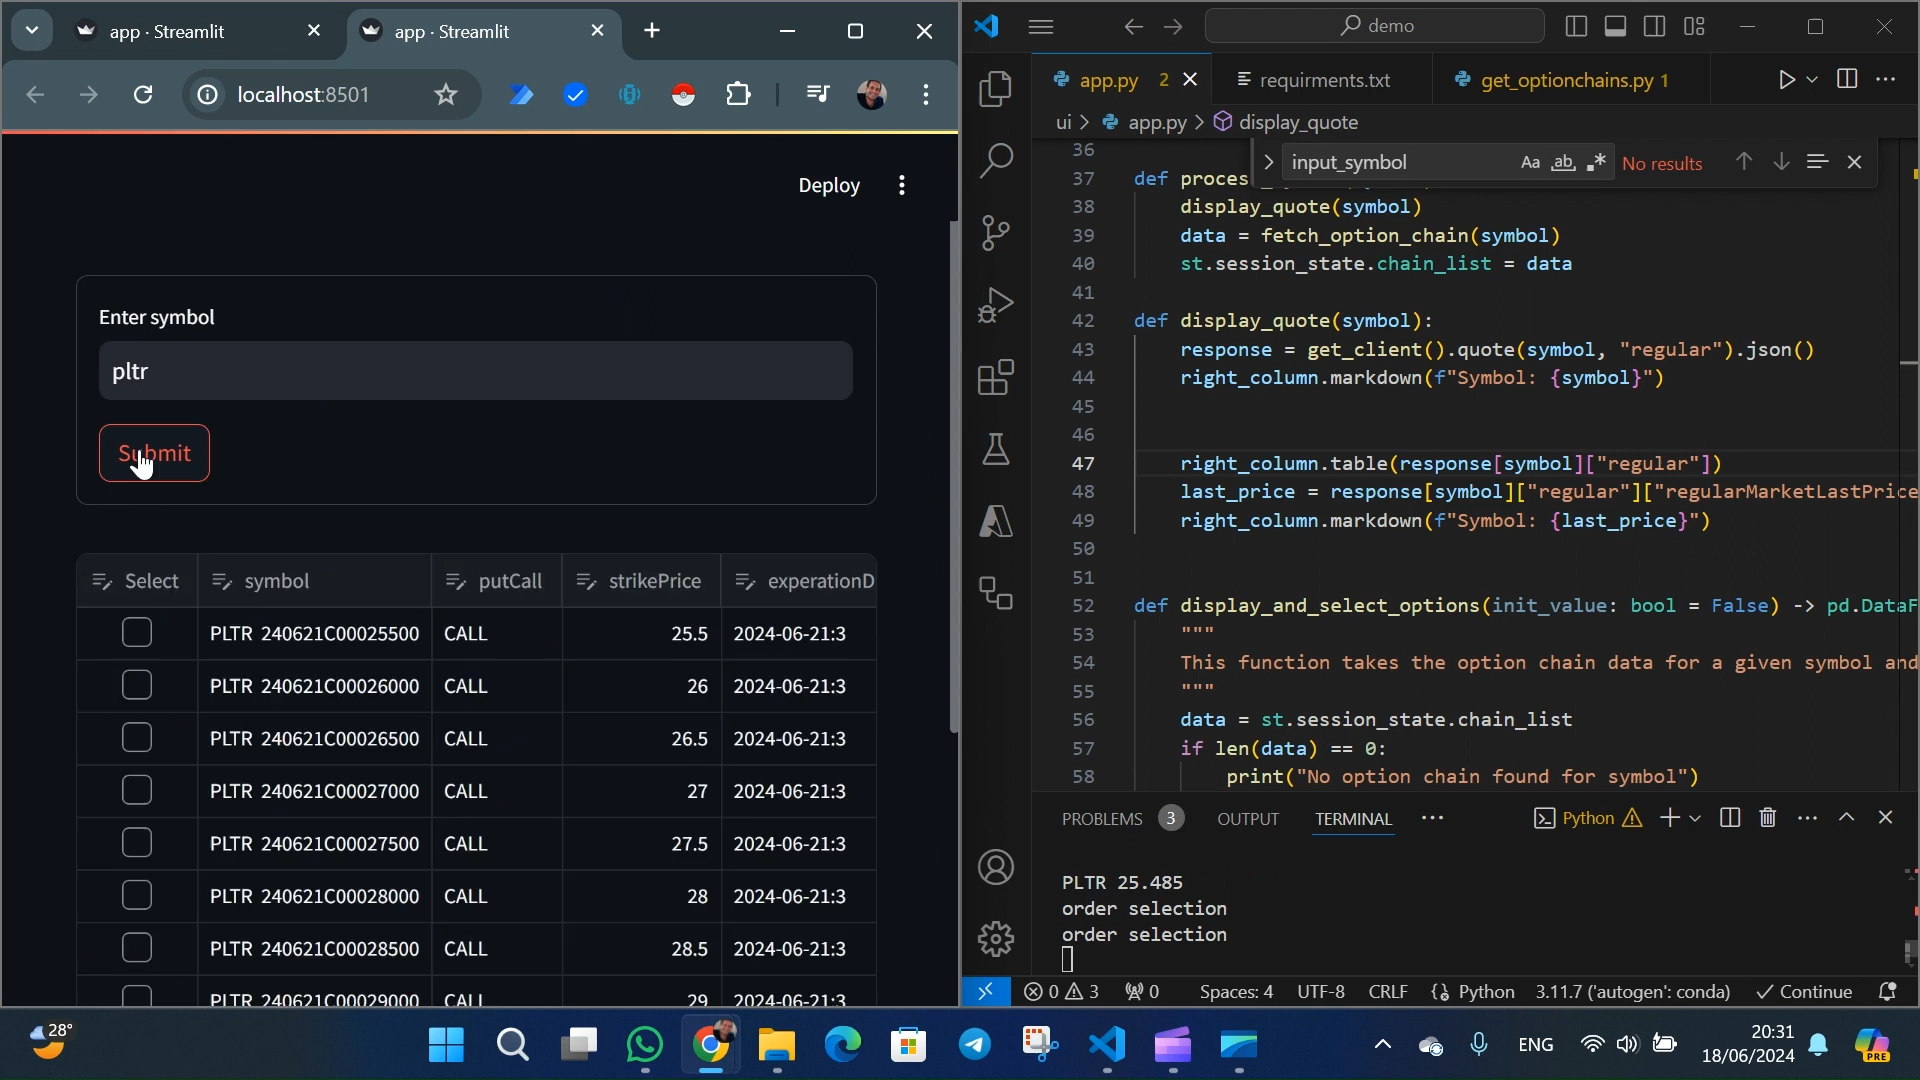 app · Streamlit
app · Streamlit
localhost:8501
Deploy
Enter symbol
pltr
Submit
Select symbol putCall strikePrice experationD
PLTR 240621C00025500 CALL 25.5 2024-06-21:3
PLTR 240621C00026000 CALL 26 2024-06-21:3
PLTR 240621C00026500 CALL 26.5 2024-06-21:3
PLTR 240621C00027000 CALL 27 2024-06-21:3
PLTR 240621C00027500 CALL 27.5 2024-06-21:3
PLTR 240621C00028000 CALL 28 2024-06-21:3
PLTR 240621C00028500 CALL 28.5 2024-06-21:3
PLTR 240621C00029000 CALL 29 2024-06-21:3
demo
app.py 2 requirments.txt get_optionchains.py 1
ui > app.py > display_quote
input_symbol Aa ab .* No results
36
37 def proces
38 display_quote(symbol)
39 data = fetch_option_chain(symbol)
40 st.session_state.chain_list = data
41
42 def display_quote(symbol):
43 response = get_client().quote(symbol, "regular").json()
44 right_column.markdown(f"Symbol: {symbol}")
45
46
47 right_column.table(response[symbol]["regular"])
48 last_price = response[symbol]["regular"]["regularMarketLastPrice
49 right_column.markdown(f"Symbol: {last_price}")
50
51
52 def display_and_select_options(init_value: bool = False) -> pd.DataF
53 """
54 This function takes the option chain data for a given symbol and
55 """
56 data = st.session_state.chain_list
57 if len(data) == 0:
58 print("No option chain found for symbol")
PROBLEMS 3 OUTPUT TERMINAL ··· Python
PLTR 25.485
order selection
order selection
0 3 0 Spaces: 4 UTF-8 CRLF {} Python 3.11.7 ('autogen': conda) Continue
28°
ENG
20:31
18/06/2024
PRE